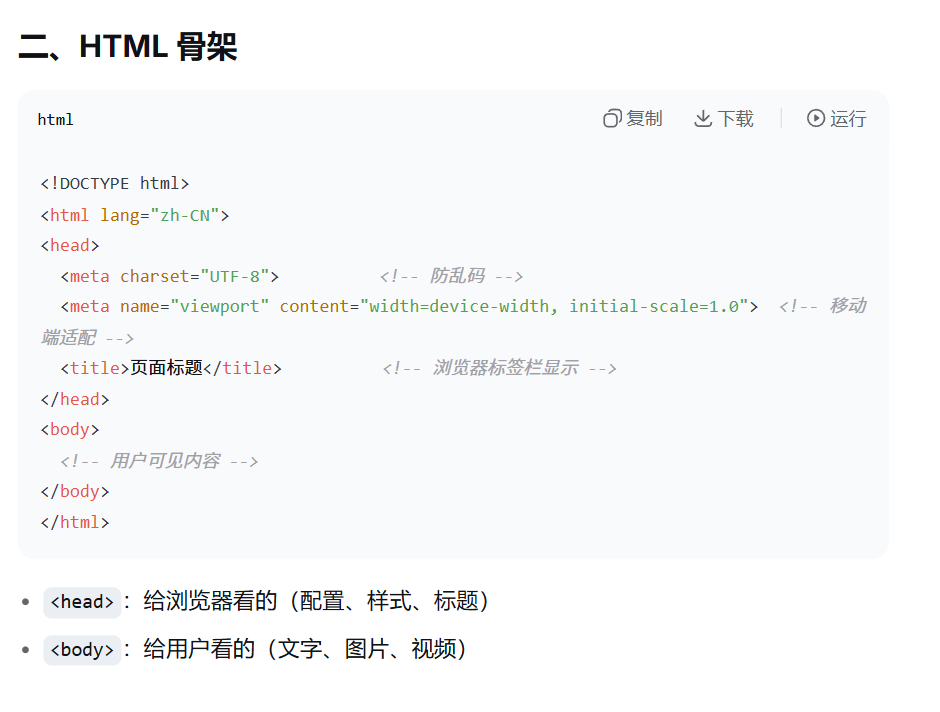 二、HTML 骨架
html 复制 下载 运行
<!DOCTYPE html>
<html lang="zh-CN">
<head>
  <meta charset="UTF-8">          <!-- 防乱码 -->
  <meta name="viewport" content="width=device-width, initial-scale=1.0">  <!-- 移动
端适配 -->
  <title>页面标题</title>          <!-- 浏览器标签栏显示 -->
</head>
<body>
  <!-- 用户可见内容 -->
</body>
</html>
• <head>：给浏览器看的（配置、样式、标题）
• <body>：给用户看的（文字、图片、视频）